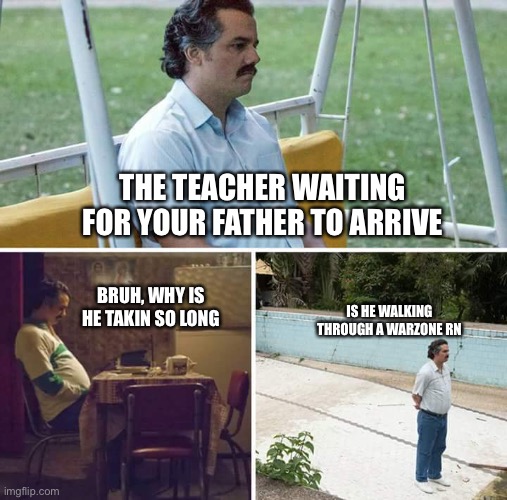 THE TEACHER WAITING
FOR YOUR FATHER TO ARRIVE
BRUH, WHY IS
HE TAKIN SO LONG
IS HE WALKING
THROUGH A WARZONE RN
imgflip.com